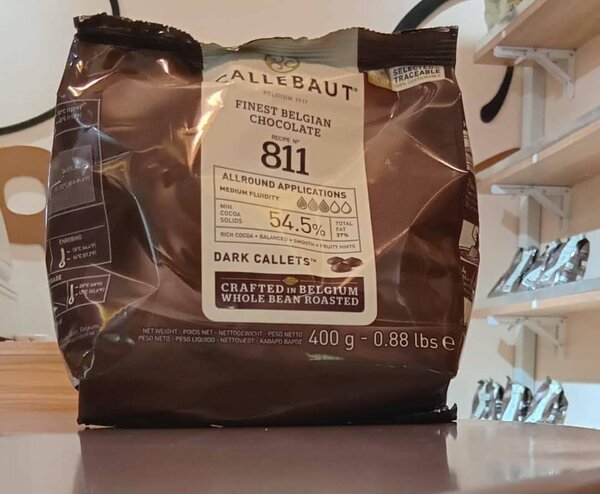 CALLEBAUT®
BELGIUM 1911
FINEST BELGIAN
CHOCOLATE
RECIPE N°
811
ALLROUND APPLICATIONS
MEDIUM FLUIDITY
MIN.
COCOA
SOLIDS
54.5%
TOTAL
FAT
37%
RICH COCOA • BALANCED • SMOOTH • FRUITY HINTS
DARK CALLETS™
CRAFTED IN BELGIUM
WHOLE BEAN ROASTED
NET WEIGHT - POIDS NET - NETTOGEWICHT - PESO NETTO
PESO NETO - PESO LIQUIDO - NETTOVEKT - ΚΑΘΑΡΟ ΒΑΡΟΣ
400 g - 0.88 lbs e
SELECTED &
TRACEABLE
ENROBING